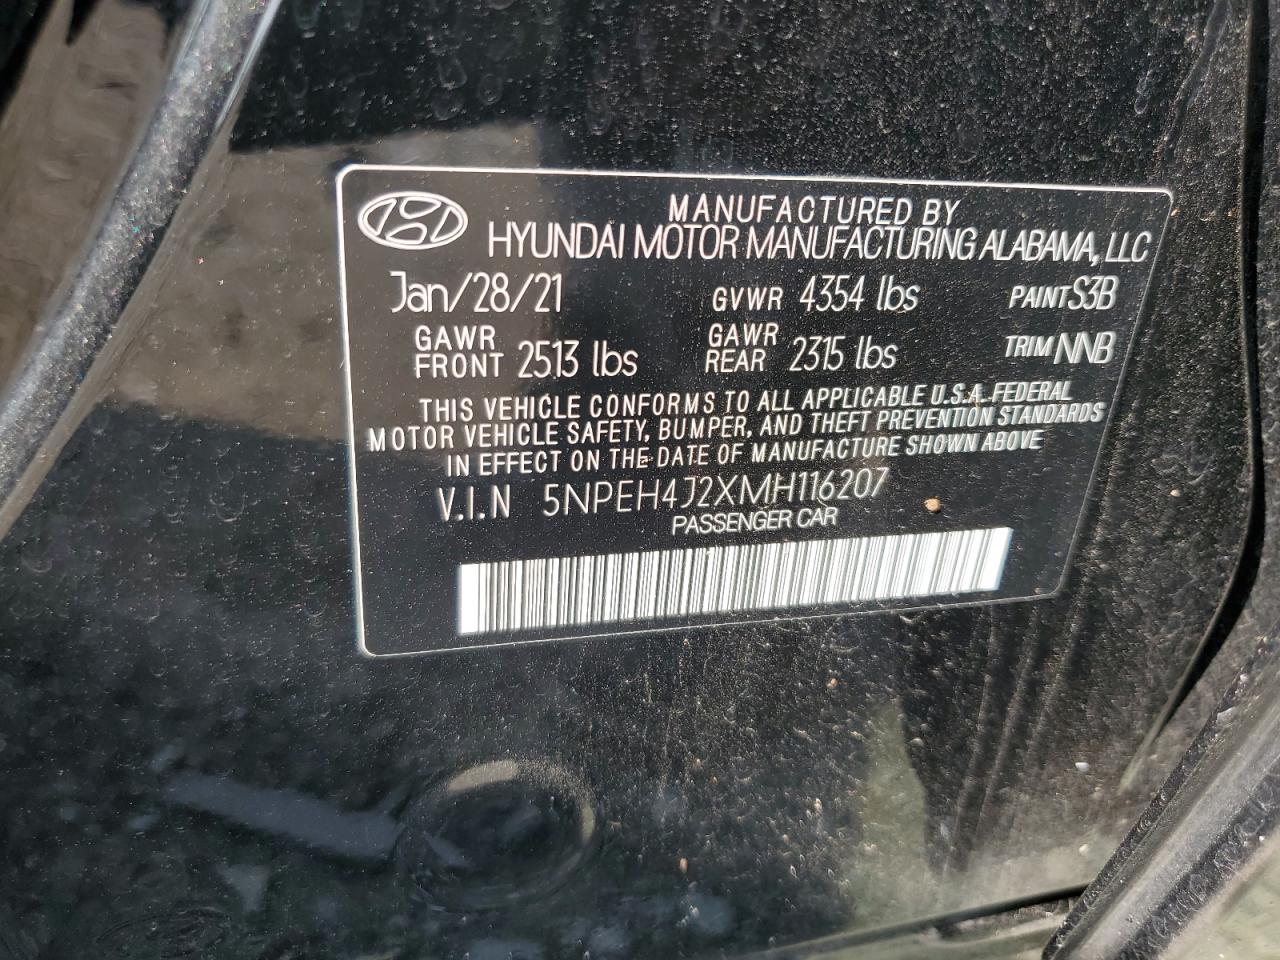 MANUFACTURED BY
HYUNDAI MOTOR MANUFACTURING ALABAMA, LLC
Jan/28/21 GVWR 4354 lbs PAINT S3B
GAWR FRONT 2513 lbs GAWR REAR 2315 lbs TRIM NNB
THIS VEHICLE CONFORMS TO ALL APPLICABLE U.S.A. FEDERAL
MOTOR VEHICLE SAFETY, BUMPER, AND THEFT PREVENTION STANDARDS
IN EFFECT ON THE DATE OF MANUFACTURE SHOWN ABOVE
V.I.N 5NPEH4J2XMH116207
PASSENGER CAR